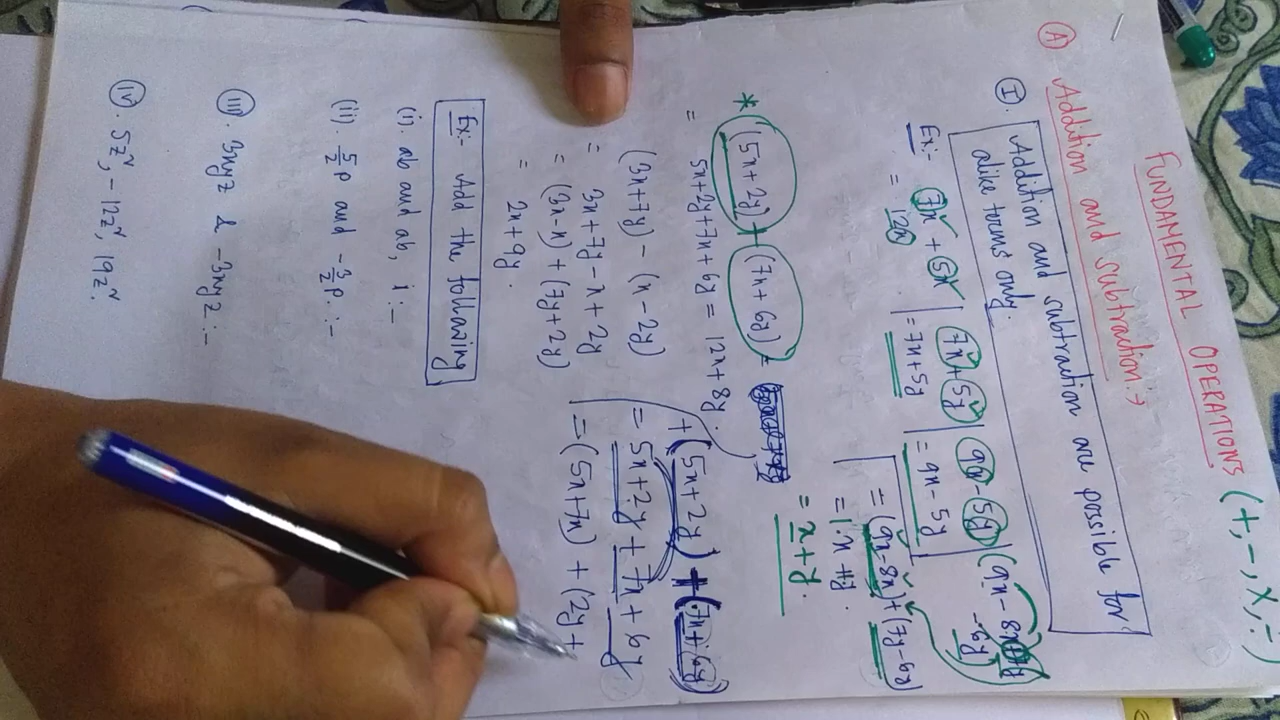 FUNDAMENTAL OPERATIONS (+, -, ×, ÷)
Ⓐ Addition and subtraction :→
Ⓘ. Addition and subtraction are possible for
alike terms only.
Ex:- 7x + 5x | 7x + 5y | 9x - 5y | (9x - 8x + 7y
= 12x | = 7x + 5y | = 9x - 5y | - 6y)
= (9x - 8x) + (7y - 6y)
= 1.x + y.
= x + y.
* (5x + 2y) + (7x + 6y) =
= 5x + 2y + 7x + 6y = 12x + 8y.
+ (5x + 2y) + (7x + 6y)
= 5x + 2y + 7x + 6y
= (5x + 7x) + (2y +
(3x + 7y) - (x - 2y)
= 3x + 7y - x + 2y
= (3x - x) + (7y + 2y)
= 2x + 9y.
Ex:- Add the following
(i). ab and ab, :-
(ii). 5/2 p and -3/2 p :-
(iii). 3xyz & -3xyz :-
(iv). 5z², -12z², 19z².